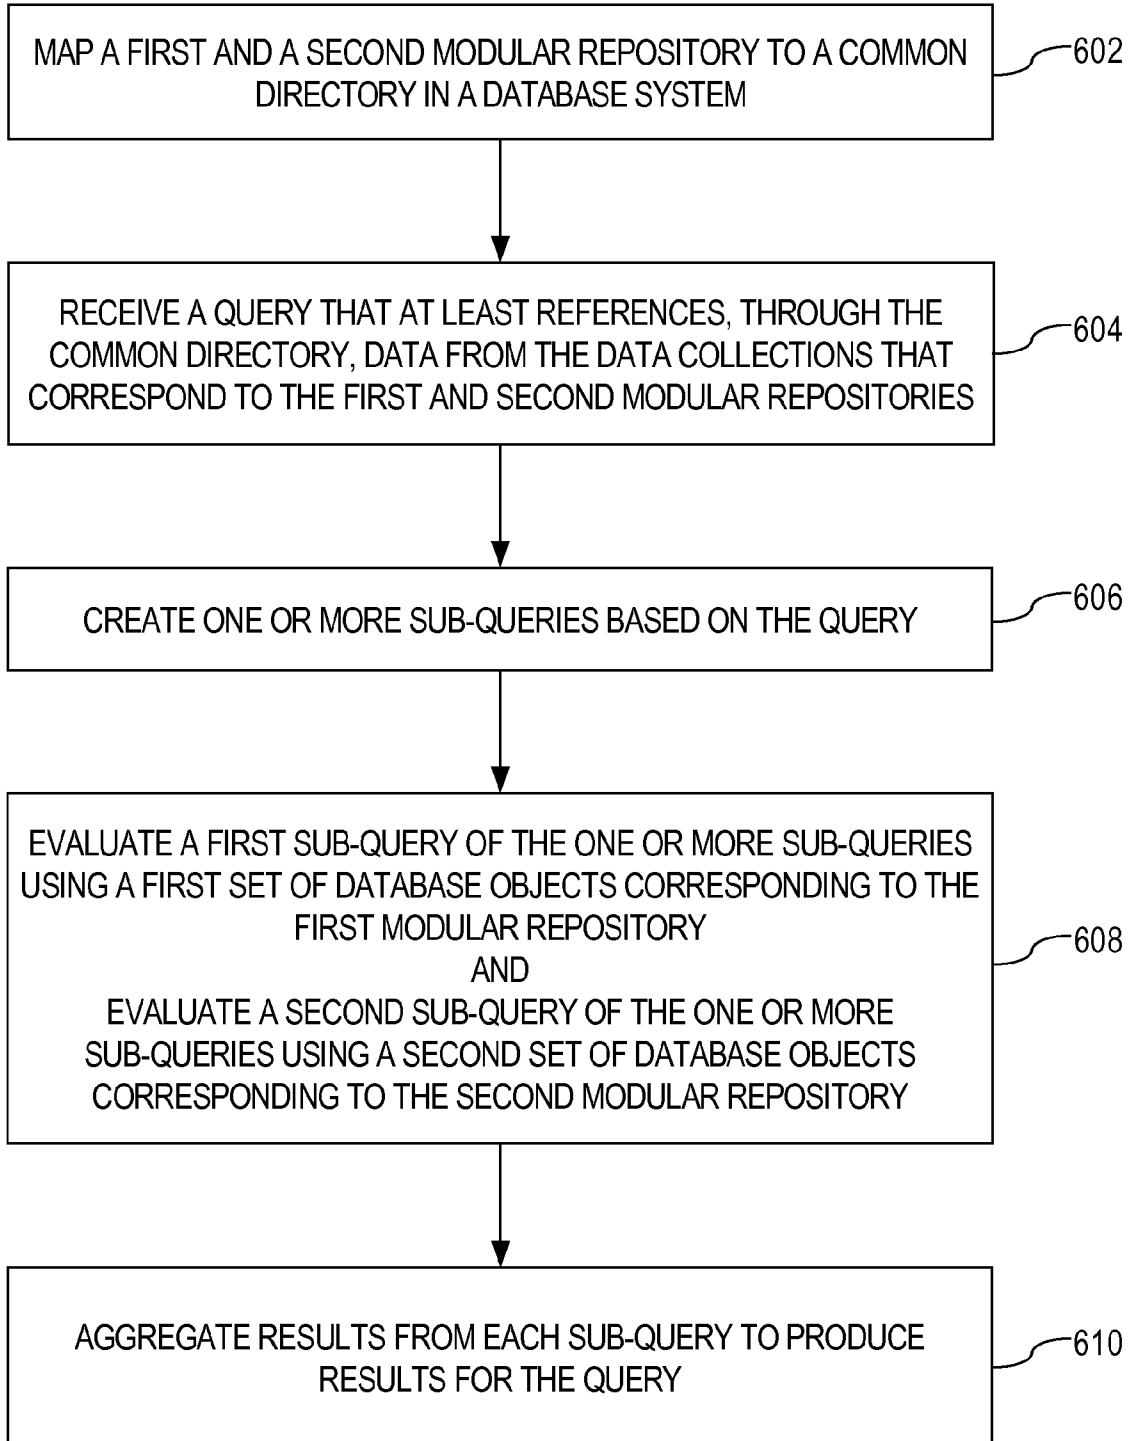 MAP A FIRST AND A SECOND MODULAR REPOSITORY TO A COMMON
DIRECTORY IN A DATABASE SYSTEM
602
RECEIVE A QUERY THAT AT LEAST REFERENCES, THROUGH THE
COMMON DIRECTORY, DATA FROM THE DATA COLLECTIONS THAT
CORRESPOND TO THE FIRST AND SECOND MODULAR REPOSITORIES
604
CREATE ONE OR MORE SUB-QUERIES BASED ON THE QUERY
606
EVALUATE A FIRST SUB-QUERY OF THE ONE OR MORE SUB-QUERIES
USING A FIRST SET OF DATABASE OBJECTS CORRESPONDING TO THE
FIRST MODULAR REPOSITORY
AND
EVALUATE A SECOND SUB-QUERY OF THE ONE OR MORE
SUB-QUERIES USING A SECOND SET OF DATABASE OBJECTS
CORRESPONDING TO THE SECOND MODULAR REPOSITORY
608
AGGREGATE RESULTS FROM EACH SUB-QUERY TO PRODUCE
RESULTS FOR THE QUERY
610